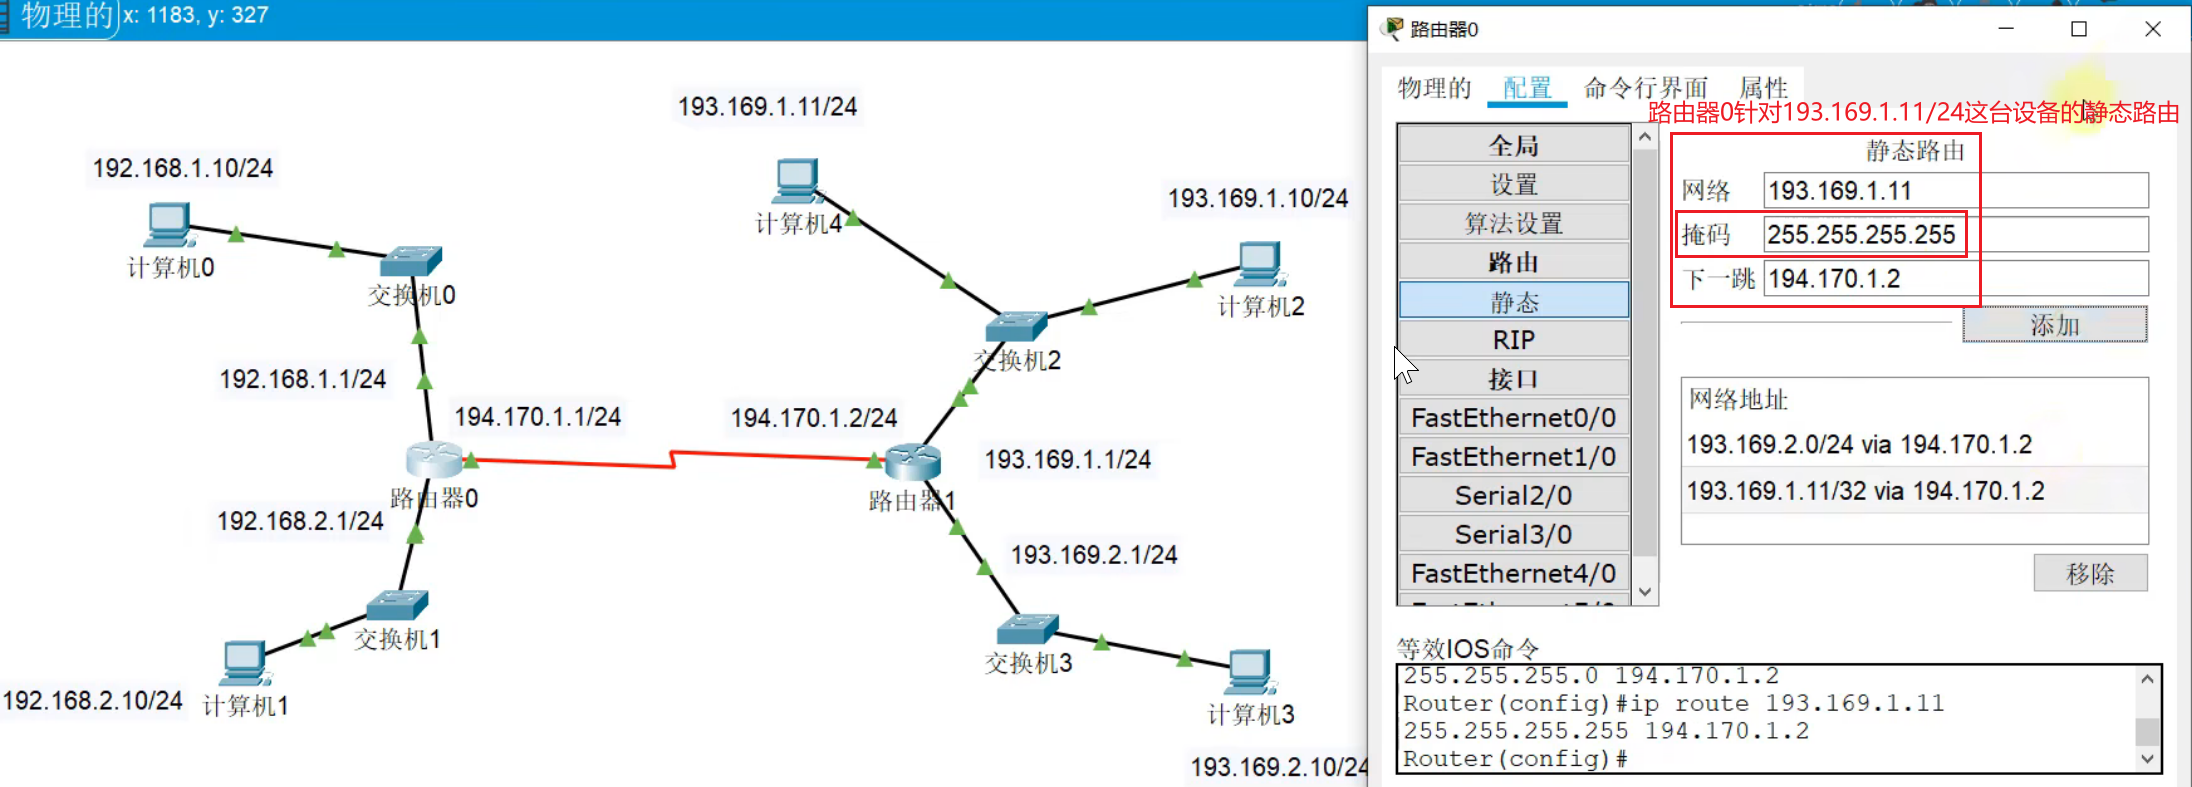 物理的 x: 1183, y: 327
193.169.1.11/24
192.168.1.10/24
193.169.1.10/24
计算机4
计算机0
交换机0
计算机2
交换机2
192.168.1.1/24
194.170.1.1/24
194.170.1.2/24
193.169.1.1/24
路由器0
路由器1
192.168.2.1/24
193.169.2.1/24
交换机1
交换机3
192.168.2.10/24
计算机1
计算机3
193.169.2.10/24
路由器0
物理的 配置 命令行界面 属性
路由器0针对193.169.1.11/24这台设备的静态路由
全局
设置
算法设置
路由
静态
RIP
接口
FastEthernet0/0
FastEthernet1/0
Serial2/0
Serial3/0
FastEthernet4/0
静态路由
网络 193.169.1.11
掩码 255.255.255.255
下一跳 194.170.1.2
添加
网络地址
193.169.2.0/24 via 194.170.1.2
193.169.1.11/32 via 194.170.1.2
移除
等效IOS命令
255.255.255.0 194.170.1.2
Router(config)#ip route 193.169.1.11
255.255.255.255 194.170.1.2
Router(config)#